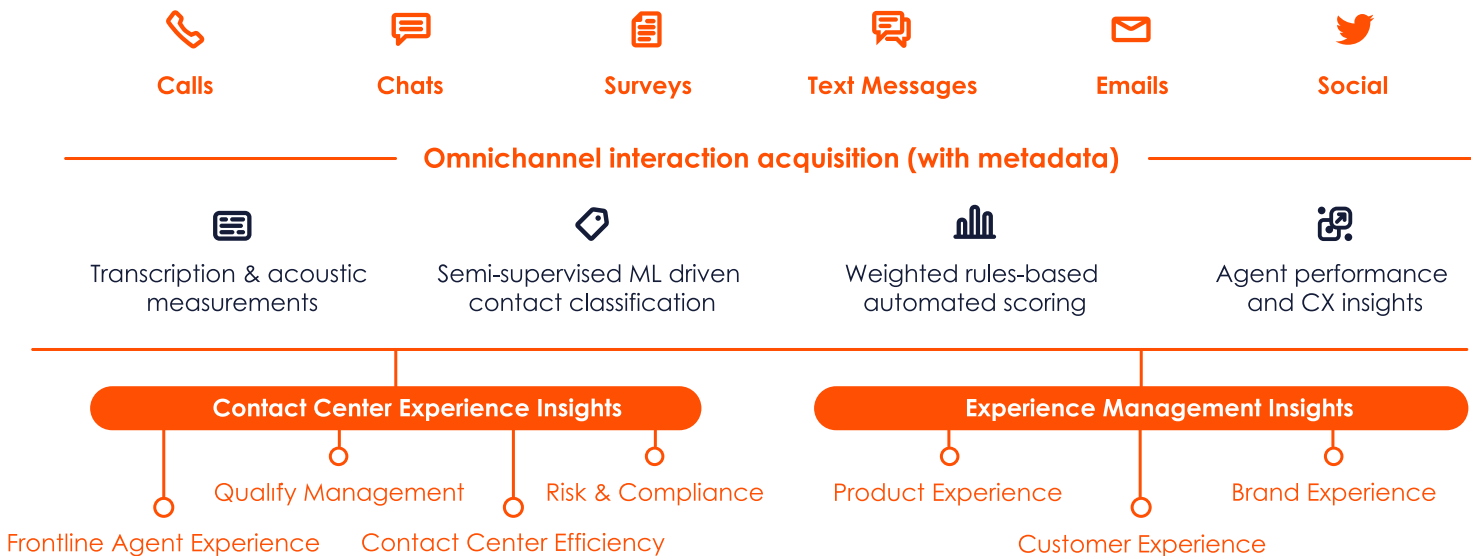 Calls
Chats
Surveys
Text Messages
Emails
Social
Omnichannel interaction acquisition (with metadata)
Transcription & acoustic
measurements
Semi-supervised ML driven
contact classification
Weighted rules-based
automated scoring
Agent performance
and CX insights
Contact Center Experience Insights
Experience Management Insights
Qualify Management
Risk & Compliance
Product Experience
Brand Experience
Frontline Agent Experience
Contact Center Efficiency
Customer Experience